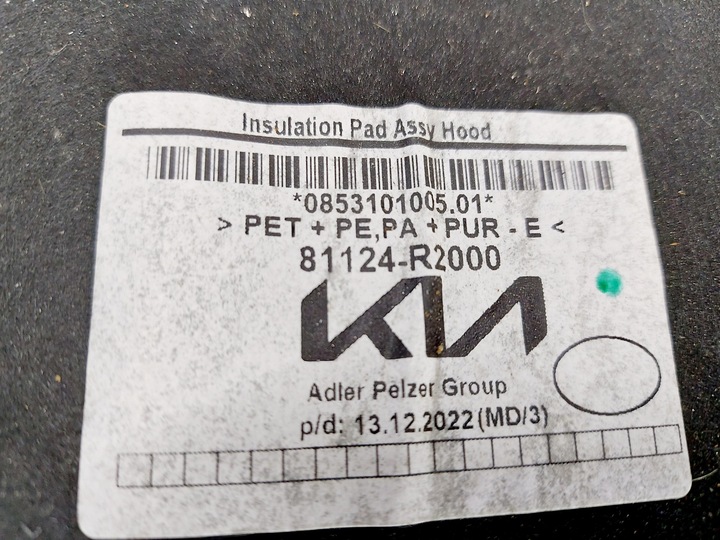 Insulation Pad Assy Hood
*0853101005.01*
> PET + PE,PA + PUR - E <
81124-R2000
KIA
Adler Pelzer Group
p/d: 13.12.2022(MD/3)